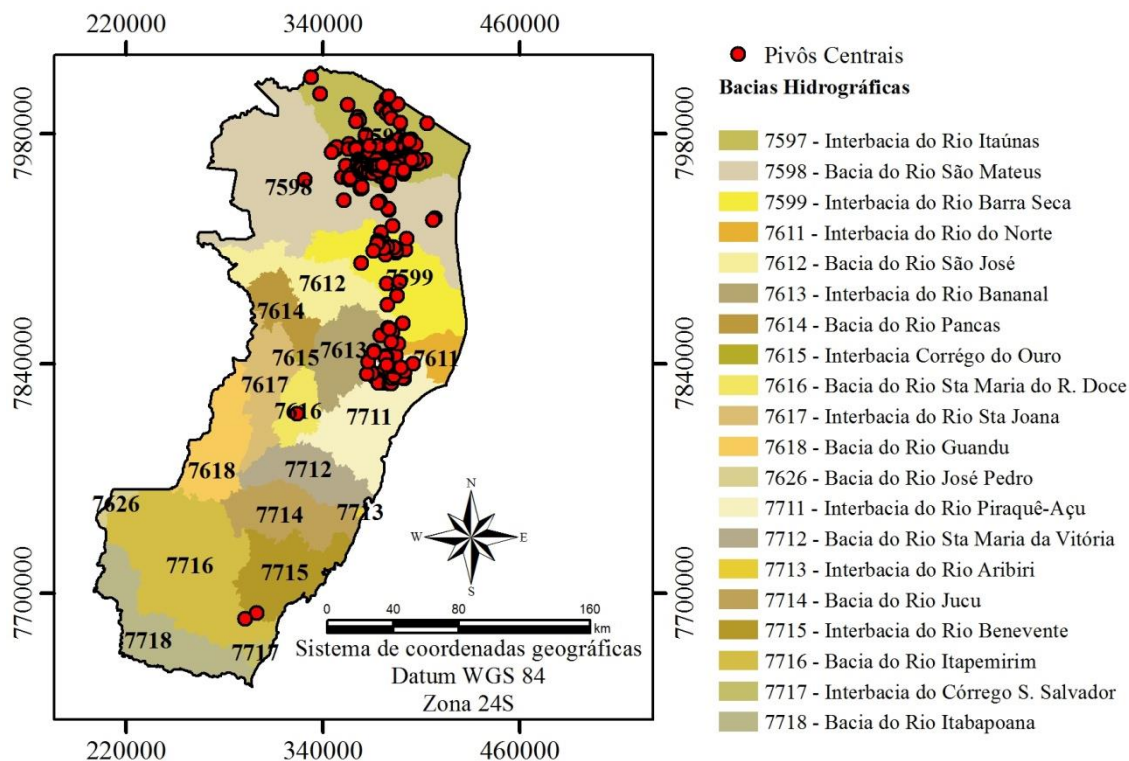 220000 340000 460000
7980000
7840000
7700000
7980000
7840000
7700000
7598
7599
7612
7614
7613
7615
7611
7617
7616
7711
7618
7712
7626
7713
7714
7716
7715
7718
7717
N
W E
S
0 40 80 160
km
Sistema de coordenadas geográficas
Datum WGS 84
Zona 24S
220000 340000 460000
Pivôs Centrais
Bacias Hidrográficas
7597 - Interbacia do Rio Itaúnas
7598 - Bacia do Rio São Mateus
7599 - Interbacia do Rio Barra Seca
7611 - Interbacia do Rio do Norte
7612 - Bacia do Rio São José
7613 - Interbacia do Rio Bananal
7614 - Bacia do Rio Pancas
7615 - Interbacia Corrégo do Ouro
7616 - Bacia do Rio Sta Maria do R. Doce
7617 - Interbacia do Rio Sta Joana
7618 - Bacia do Rio Guandu
7626 - Bacia do Rio José Pedro
7711 - Interbacia do Rio Piraquê-Açu
7712 - Bacia do Rio Sta Maria da Vitória
7713 - Interbacia do Rio Aribiri
7714 - Bacia do Rio Jucu
7715 - Interbacia do Rio Benevente
7716 - Bacia do Rio Itapemirim
7717 - Interbacia do Córrego S. Salvador
7718 - Bacia do Rio Itabapoana